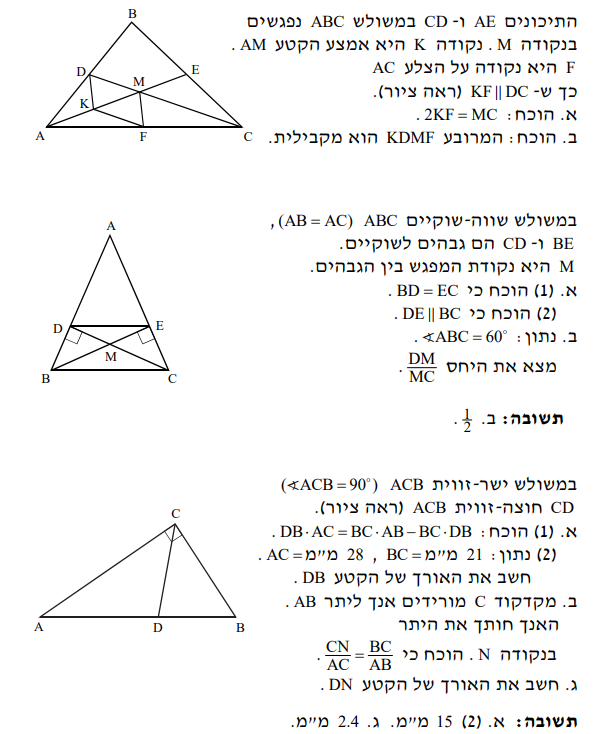 התיכונים AE ו- CD במשולש ABC נפגשים
בנקודה M. נקודה K היא אמצע הקטע AM.
F היא נקודה על הצלע AC
כך ש- KF || DC (ראה ציור).
א. הוכח: 2KF = MC.
ב. הוכח: המרובע KDMF הוא מקבילית.
B
D
E
M
K
A
F
C
במשולש שווה-שוקיים ABC (AB = AC),
BE ו- CD הם גבהים לשוקיים.
M היא נקודת המפגש בין הגבהים.
א. (1) הוכח כי BD = EC.
(2) הוכח כי DE || BC.
ב. נתון: ∢ABC = 60°.
מצא את היחס DM/MC.
תשובה: ב. 1/2.
A
D
E
M
B
C
במשולש ישר-זווית ACB (∢ACB = 90°)
CD חוצה-זווית ACB (ראה ציור).
א. (1) הוכח: DB · AC = BC · AB – BC · DB.
(2) נתון: 21 מ"מ = BC, 28 מ"מ = AC.
חשב את האורך של הקטע DB.
ב. מקדקוד C מורידים אנך ליתר AB.
האנך חותך את היתר
בנקודה N. הוכח כי CN/AC = BC/AB.
ג. חשב את האורך של הקטע DN.
תשובה: א. (2) 15 מ"מ. ג. 2.4 מ"מ.
C
A
D
B